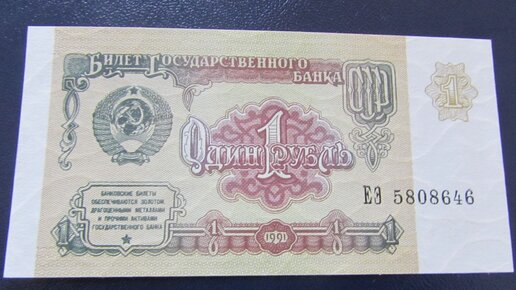 БИЛЕТ ГОСУДАРСТВЕННОГО
БАНКА СССР
1
ОДИН 1 РУБЛЬ
ЕЭ 5808646
БАНКОВСКИЕ БИЛЕТЫ
ОБЕСПЕЧИВАЮТСЯ ЗОЛОТОМ,
ДРАГОЦЕННЫМИ МЕТАЛЛАМИ
И ПРОЧИМИ АКТИВАМИ
ГОСУДАРСТВЕННОГО БАНКА
1 1 1991 1 1